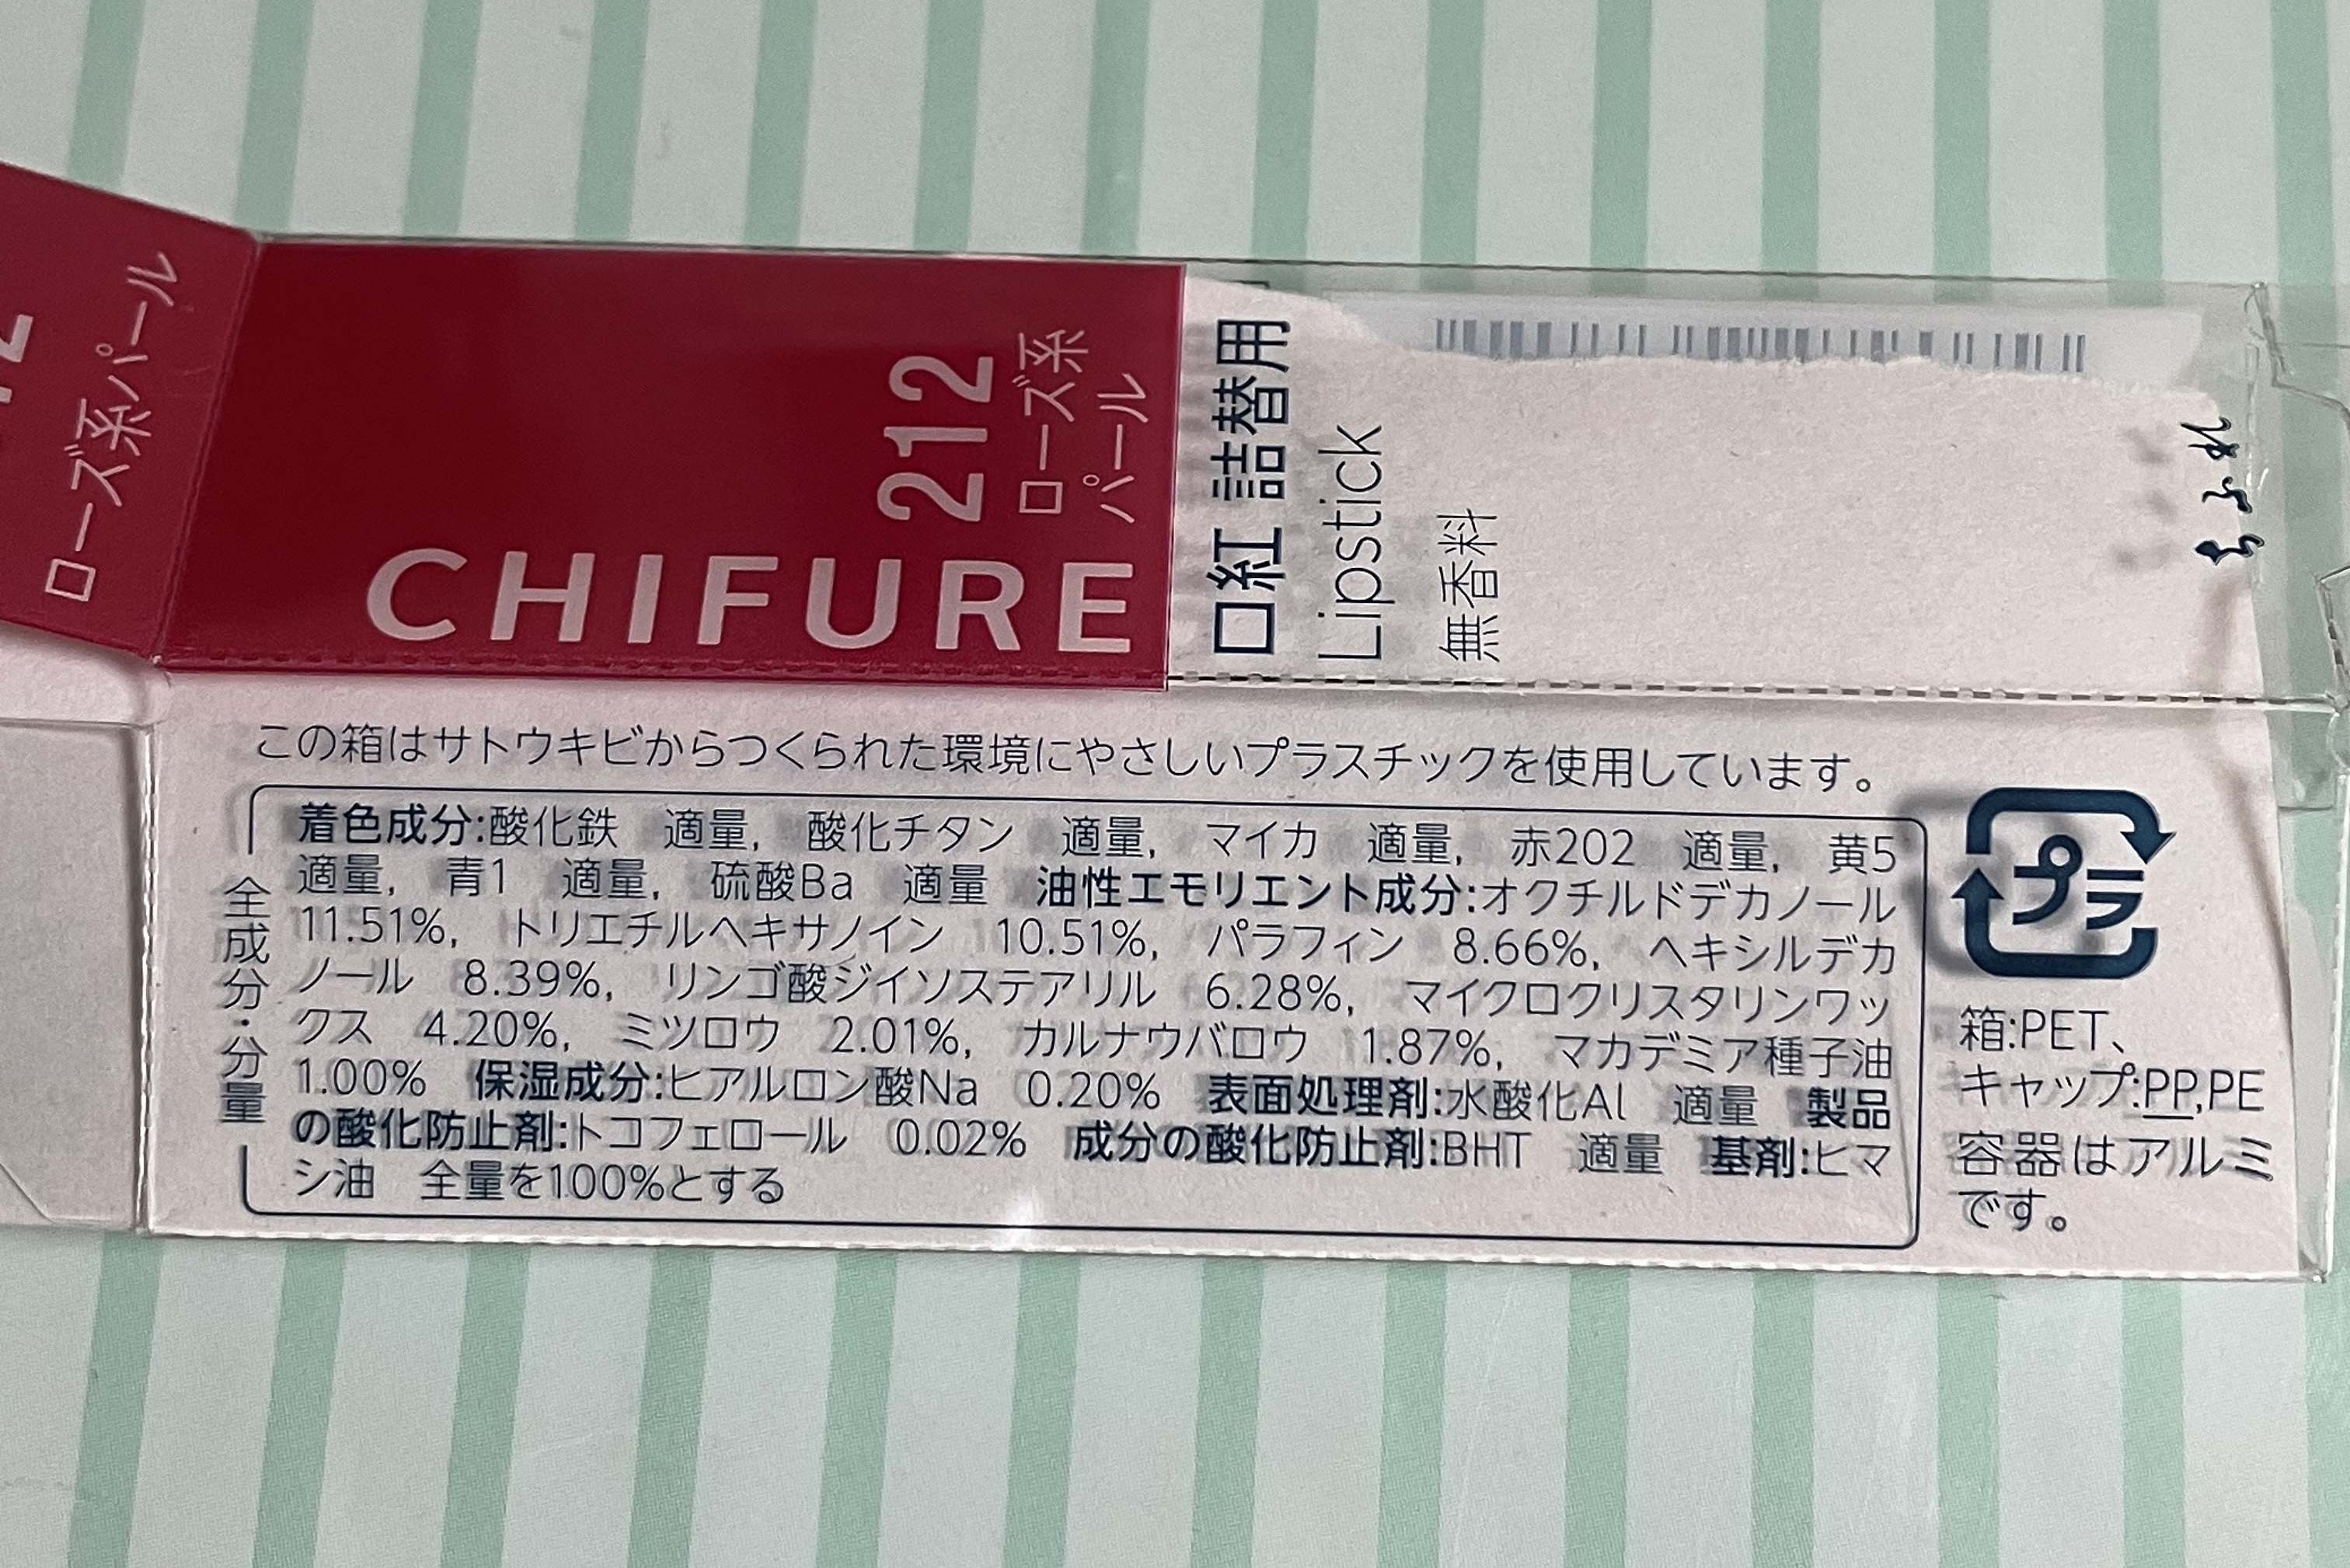 ローズ系パール
CHIFURE
212
ローズ系
パール
口紅 詰替用
Lipstick
無香料
ちふれ
この箱はサトウキビからつくられた環境にやさしいプラスチックを使用しています。
全成分・分量
着色成分:酸化鉄 適量, 酸化チタン 適量, マイカ 適量, 赤202 適量, 黄5
適量, 青1 適量, 硫酸Ba 適量 油性エモリエント成分:オクチルドデカノール
11.51%, トリエチルヘキサノイン 10.51%, パラフィン 8.66%, ヘキシルデカ
ノール 8.39%, リンゴ酸ジイソステアリル 6.28%, マイクロクリスタリンワッ
クス 4.20%, ミツロウ 2.01%, カルナウバロウ 1.87%, マカデミア種子油
1.00% 保湿成分:ヒアルロン酸Na 0.20% 表面処理剤:水酸化Al 適量 製品
の酸化防止剤:トコフェロール 0.02% 成分の酸化防止剤:BHT 適量 基剤:ヒマ
シ油 全量を100%とする
プラ
箱:PET、
キャップ:PP,PE
容器はアルミ
です。